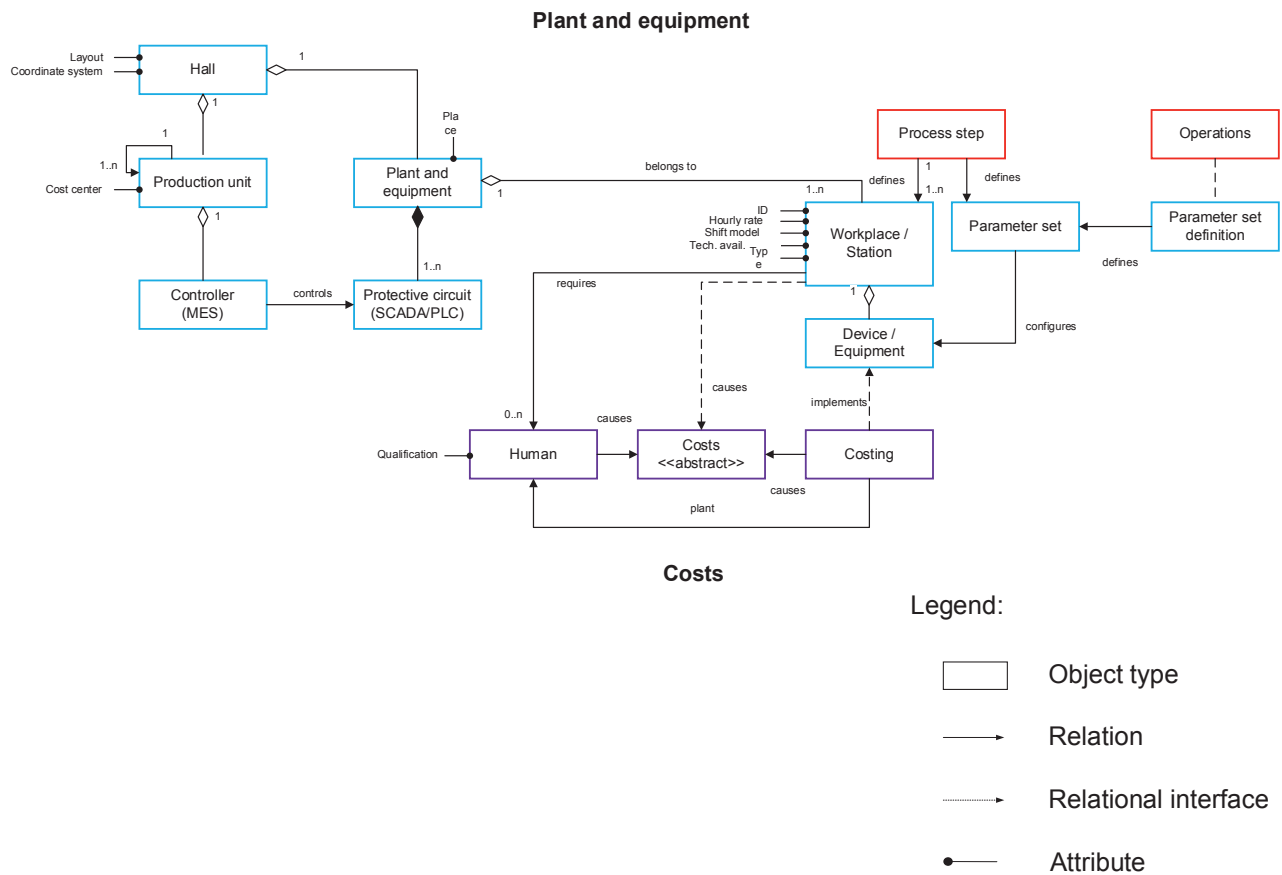 Plant and equipment
Layout
Coordinate system
Hall
1
1
1
1..n
Cost center
Production unit
1
Pla
ce
Plant and
equipment
1
belongs to
Process step
Operations
1
defines
defines
1..n
1..n
ID
Hourly rate
Shift model
Tech. avail.
Typ
e
Workplace /
Station
Parameter set
Parameter set
definition
defines
1..n
Controller
(MES)
controls
Protective circuit
(SCADA/PLC)
requires
1
Device /
Equipment
configures
causes
implements
0..n
causes
Qualification
Human
Costs
<<abstract>>
Costing
causes
plant
Costs
Legend:
Object type
Relation
Relational interface
Attribute